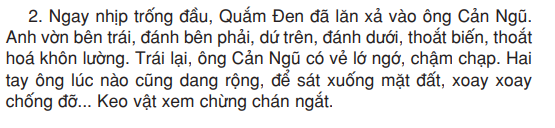 2. Ngay nhịp trống đầu, Quắm Đen đã lăn xả vào ông Cản Ngũ.
Anh vờn bên trái, đánh bên phải, dứ trên, đánh dưới, thoắt biến, thoắt
hoá khôn lường. Trái lại, ông Cản Ngũ có vẻ lớ ngớ, chậm chạp. Hai
tay ông lúc nào cũng dang rộng, để sát xuống mặt đất, xoay xoay
chống đỡ... Keo vật xem chừng chán ngắt.